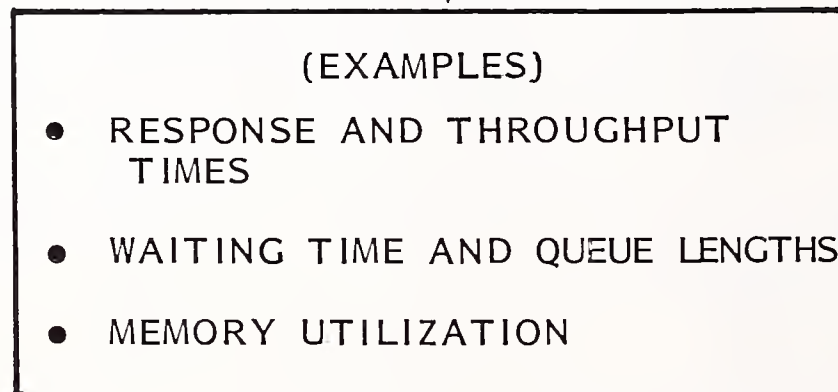 (EXAMPLES)
• RESPONSE AND THROUGHPUT
TIMES
• WAITING TIME AND QUEUE LENGTHS
• MEMORY UTILIZATION